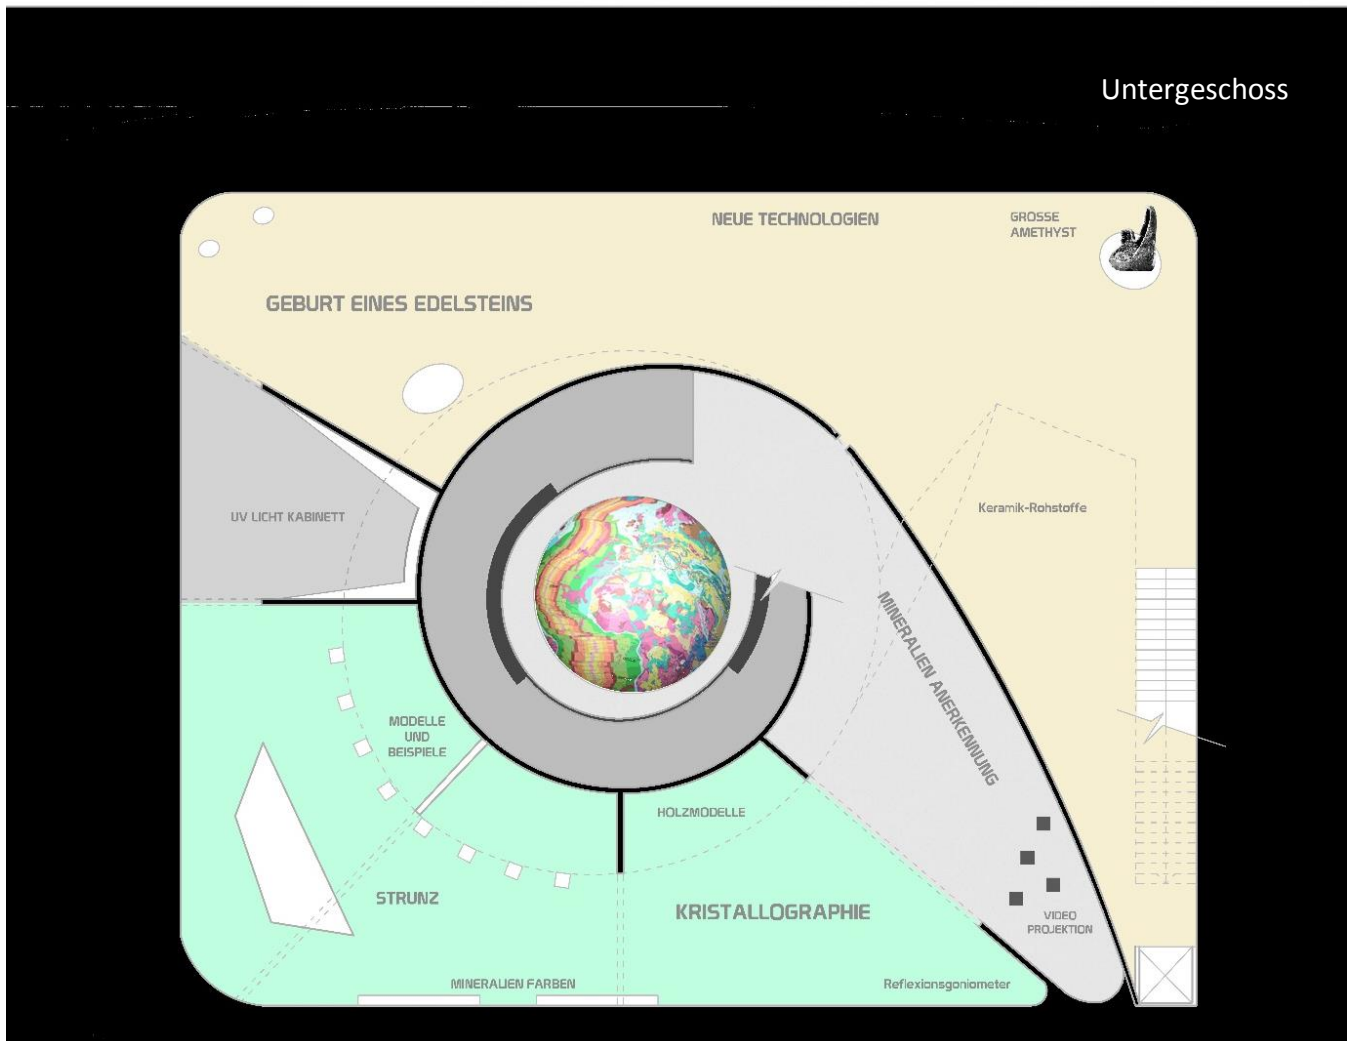 Untergeschoss
NEUE TECHNOLOGIEN
GROSSE
AMETHYST
GEBURT EINES EDELSTEINS
UV LICHT KABINETT
Keramik-Rohstoffe
MINERALIEN ANERKENNUNG
MODELLE
UND
BEISPIELE
HOLZMODELLE
STRUNZ
KRISTALLOGRAPHIE
VIDEO
PROJEKTION
MINERALIEN FARBEN
Reflexionsgoniometer